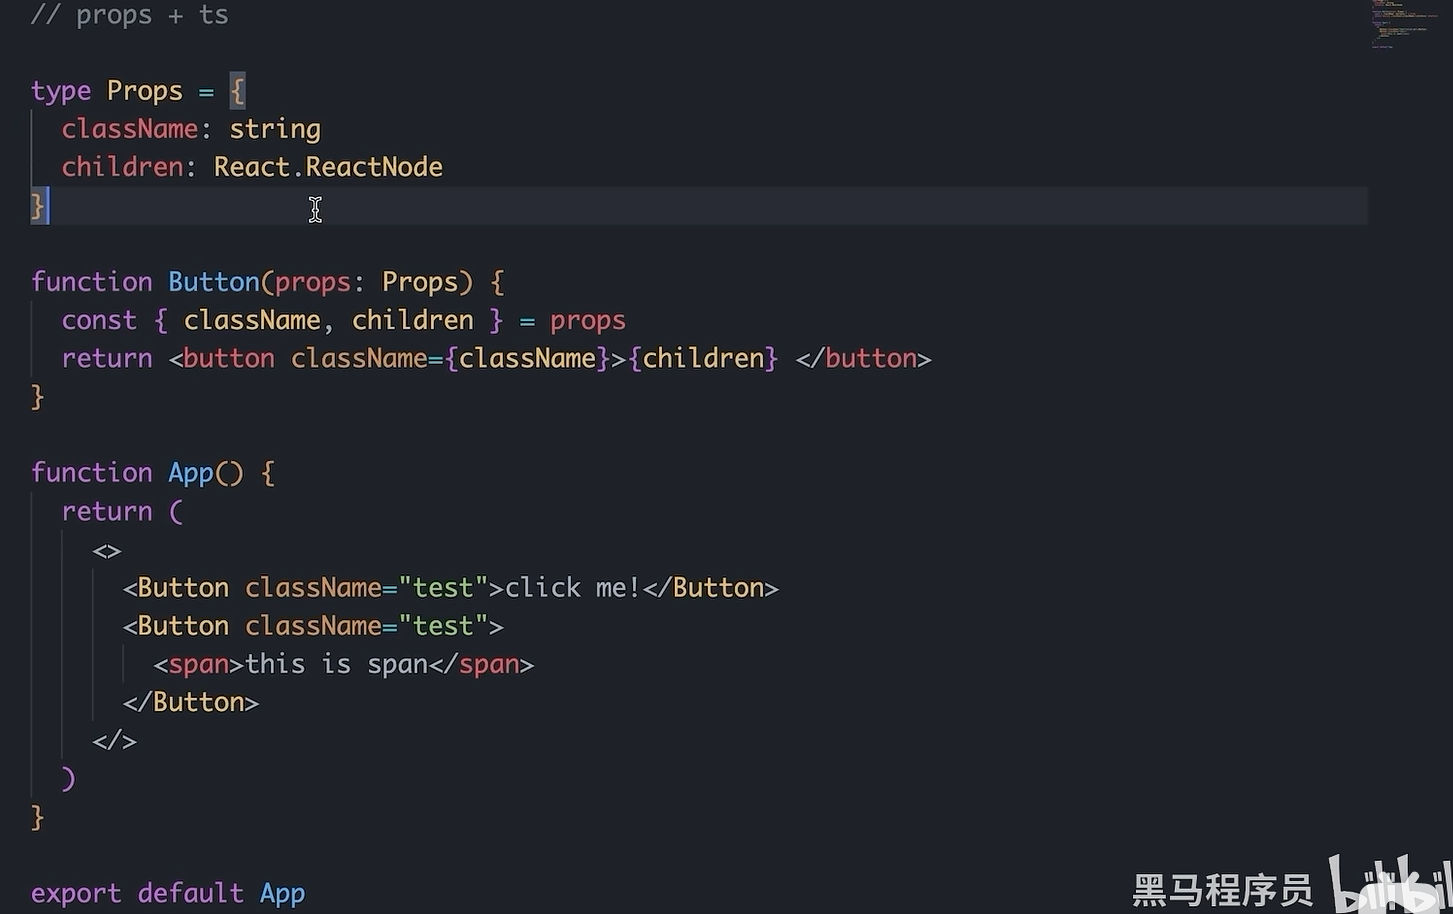 // props + ts
type Props = {
  className: string
  children: React.ReactNode
}
function Button(props: Props) {
  const { className, children } = props
  return <button className={className}>{children} </button>
}
function App() {
  return (
    <>
      <Button className="test">click me!</Button>
      <Button className="test">
        <span>this is span</span>
      </Button>
    </>
  )
}
export default App
黑马程序员 bilibil